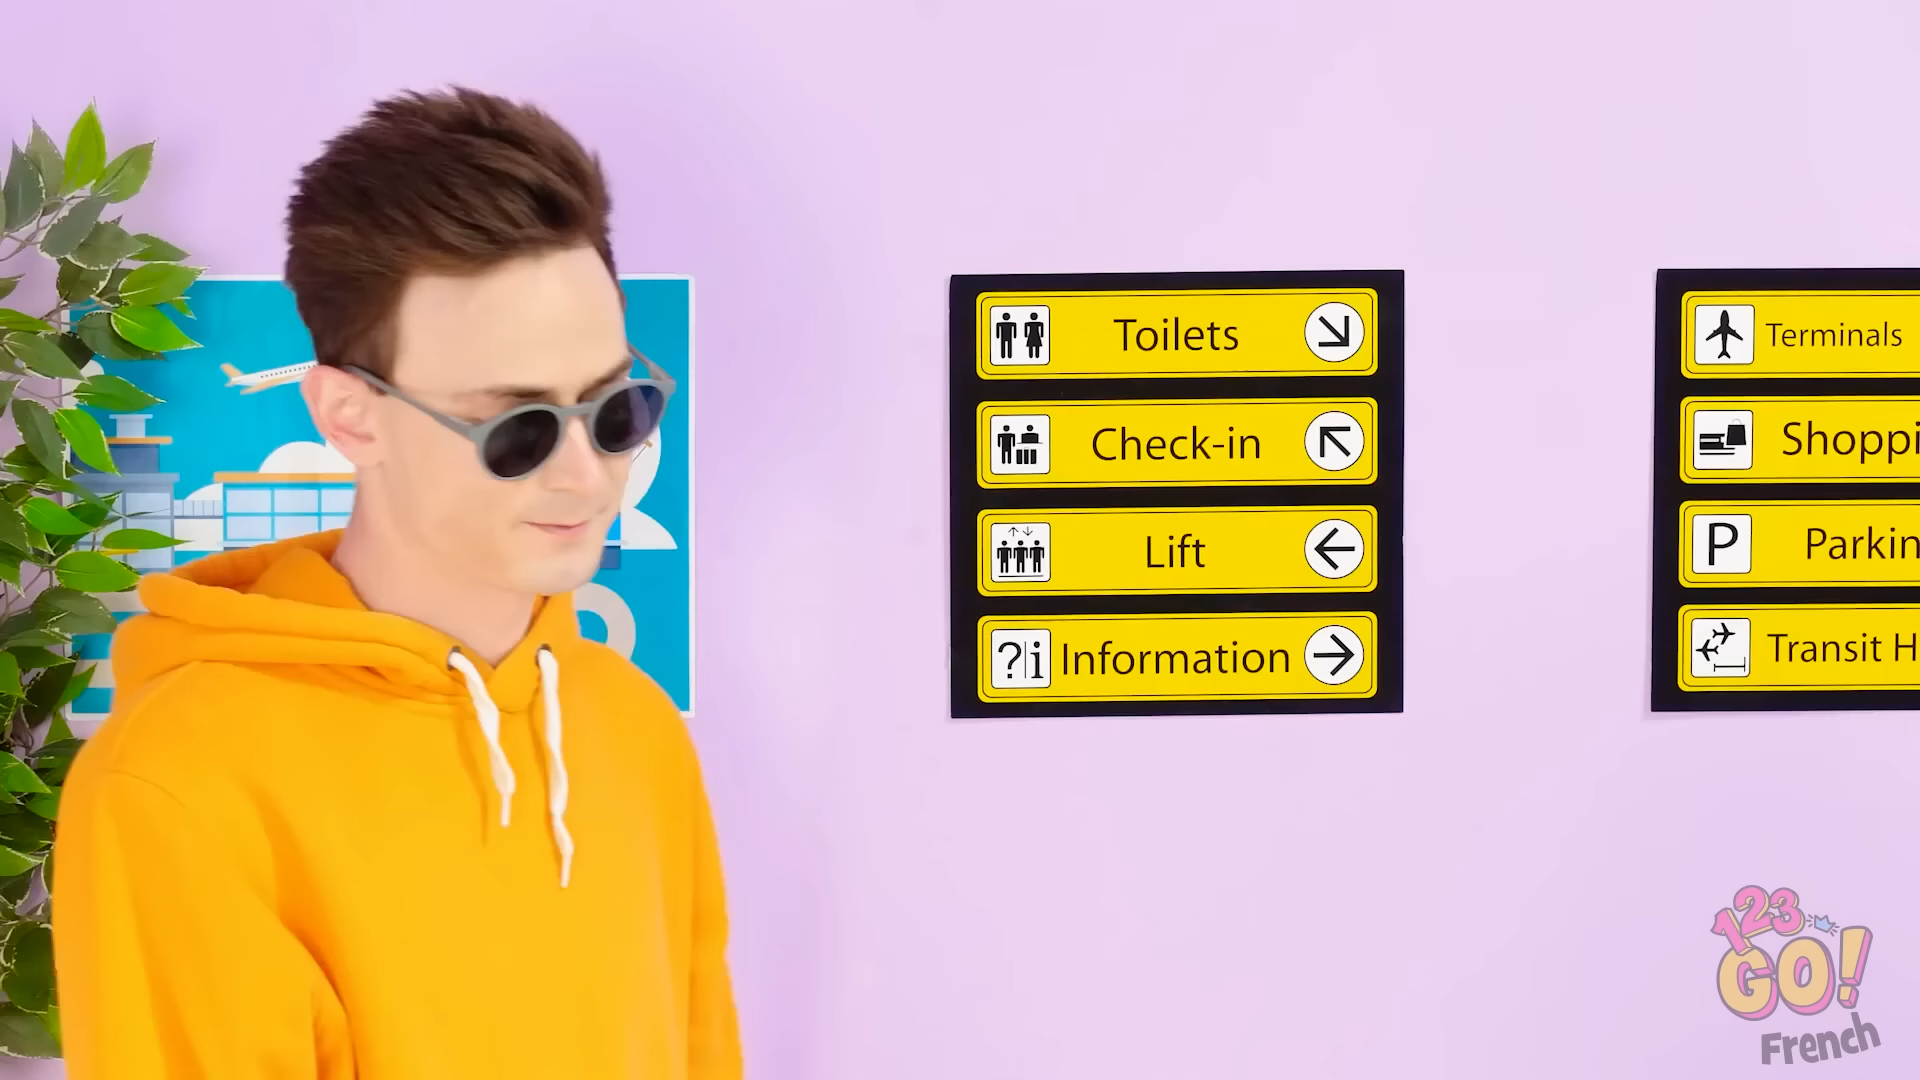 Toilets
Check-in
Lift
?|i Information
Terminals
Shoppi
P Parkin
Transit H
123
GO!
French